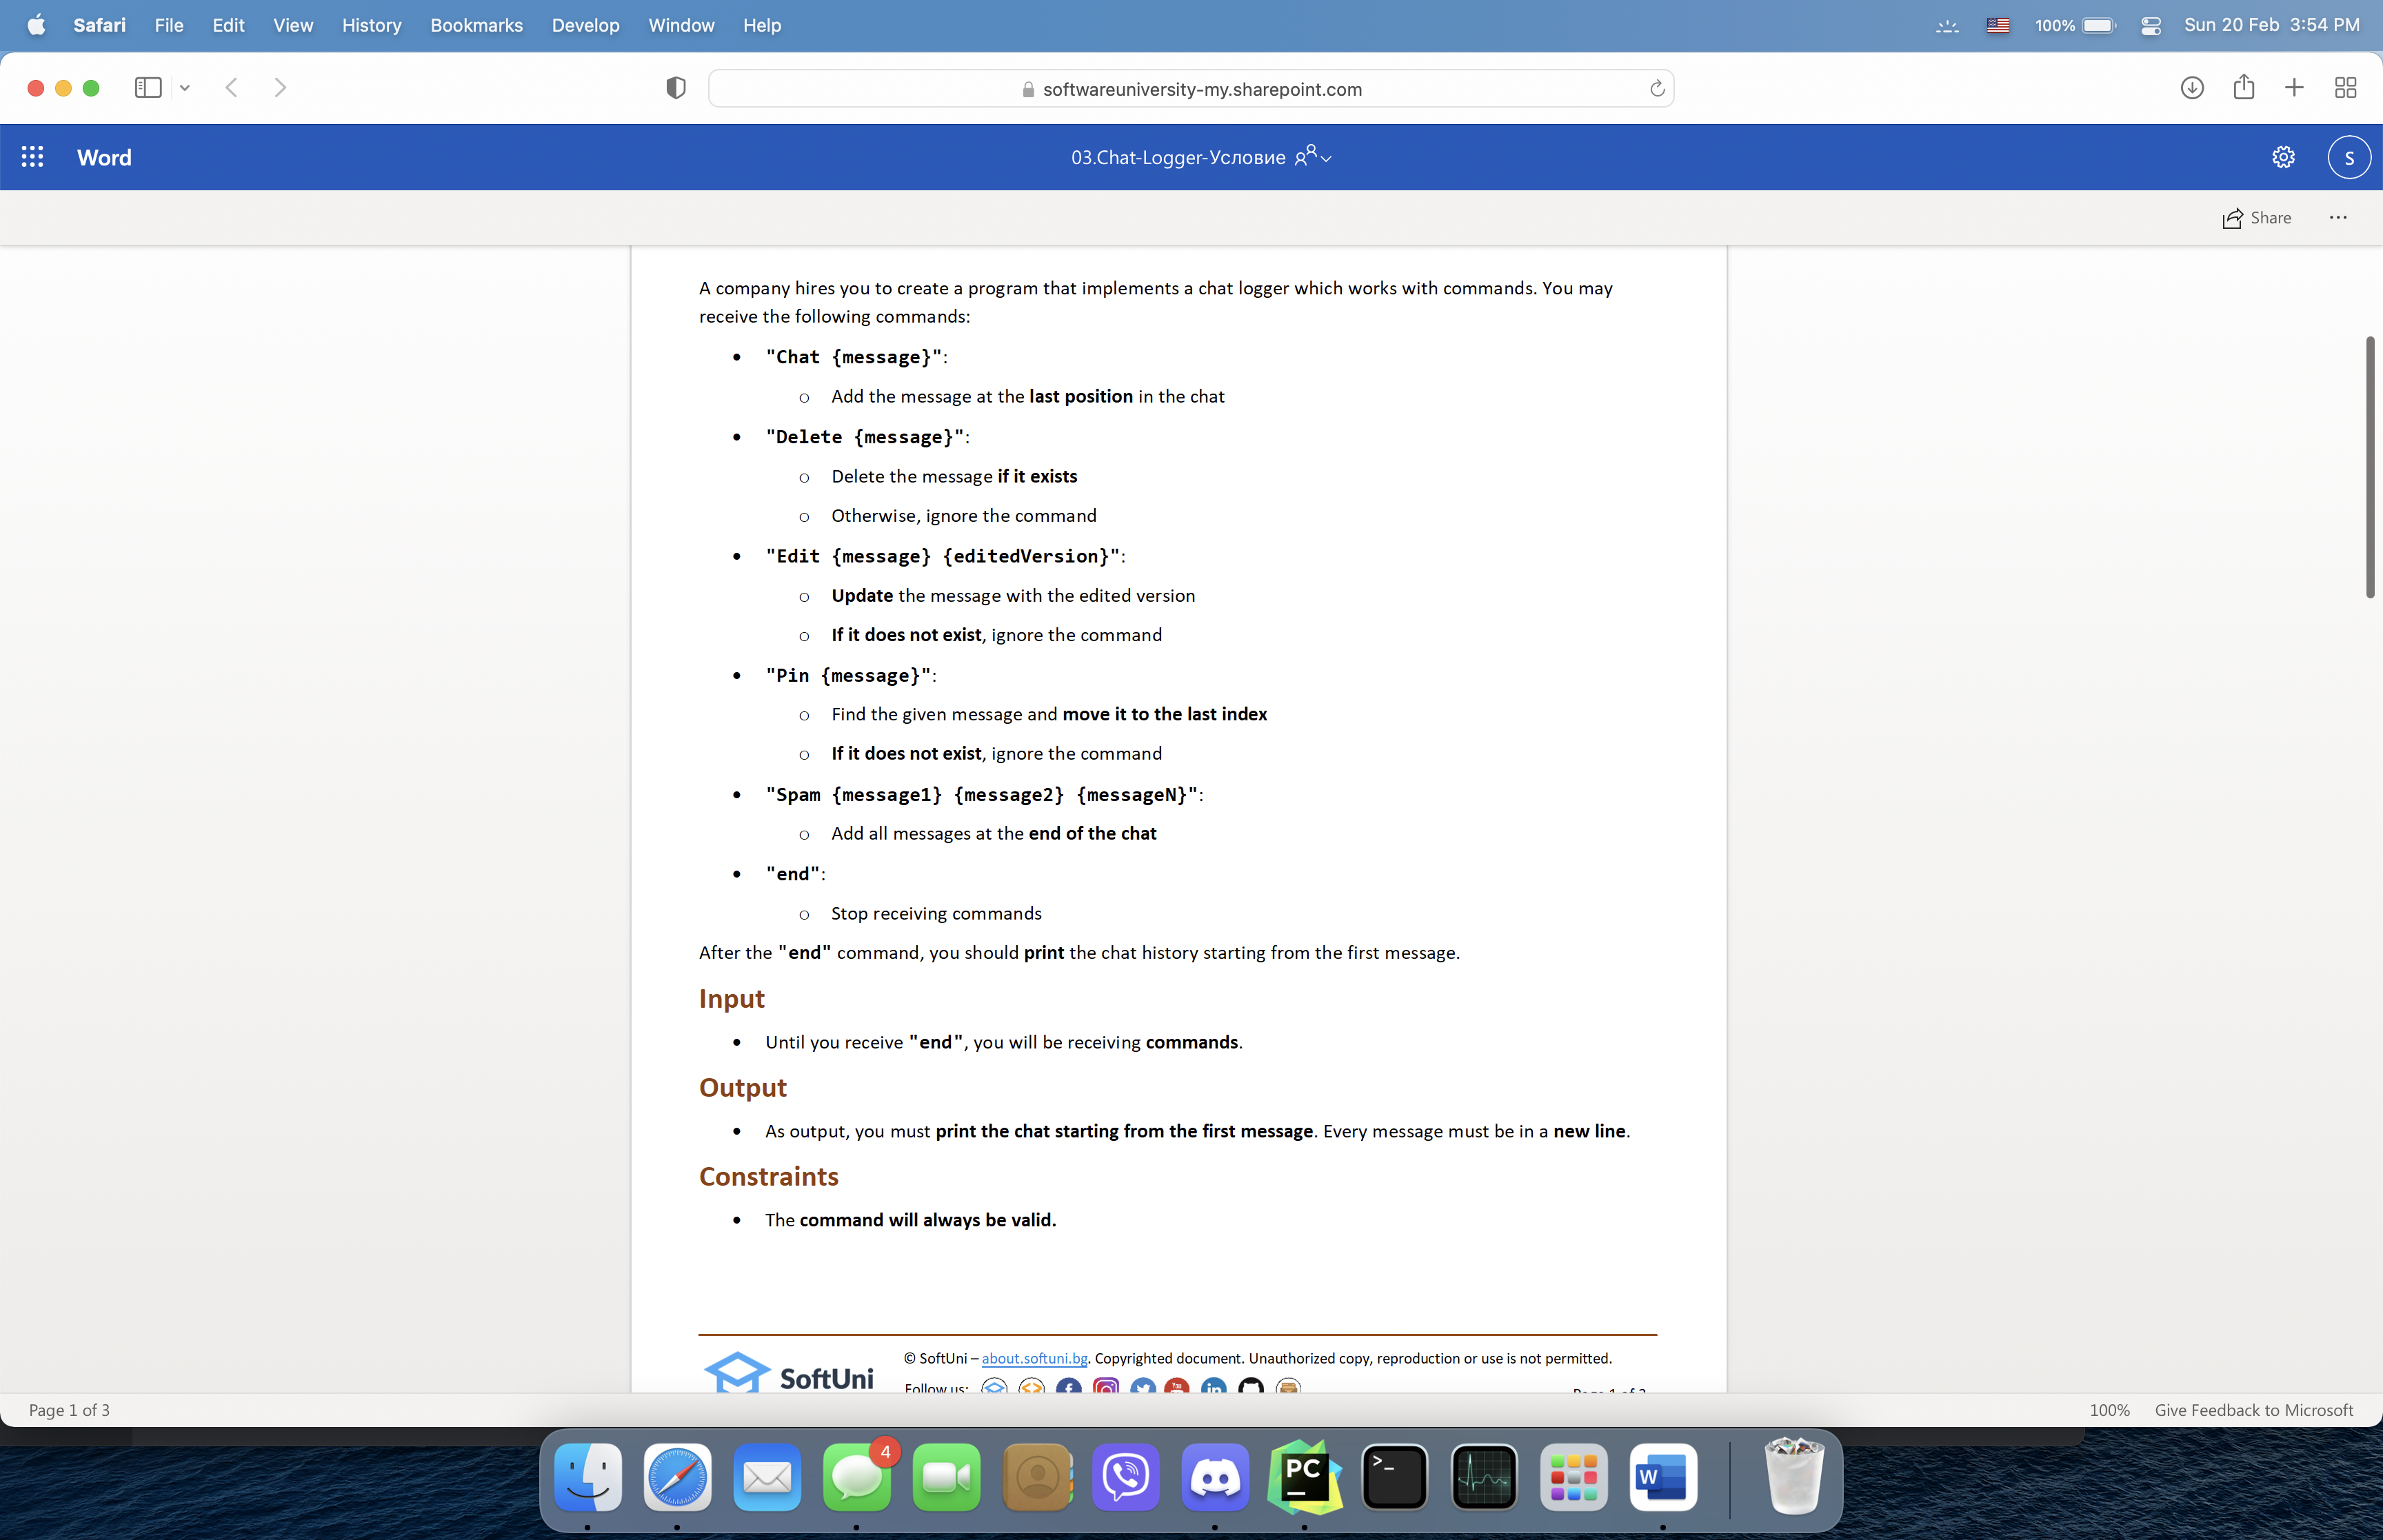 Safari File Edit View History Bookmarks Develop Window Help 100% Sun 20 Feb 3:54 PM
softwareuniversity-my.sharepoint.com
Word 03.Chat-Logger-Условие S
Share
A company hires you to create a program that implements a chat logger which works with commands. You may
receive the following commands:
• "Chat {message}":
o Add the message at the last position in the chat
• "Delete {message}":
o Delete the message if it exists
o Otherwise, ignore the command
• "Edit {message} {editedVersion}":
o Update the message with the edited version
o If it does not exist, ignore the command
• "Pin {message}":
o Find the given message and move it to the last index
o If it does not exist, ignore the command
• "Spam {message1} {message2} {messageN}":
o Add all messages at the end of the chat
• "end":
o Stop receiving commands
After the "end" command, you should print the chat history starting from the first message.
Input
• Until you receive "end", you will be receiving commands.
Output
• As output, you must print the chat starting from the first message. Every message must be in a new line.
Constraints
• The command will always be valid.
© SoftUni – about.softuni.bg. Copyrighted document. Unauthorized copy, reproduction or use is not permitted.
SoftUni
Follow us:
Page 1 of 3
Page 1 of 3 100% Give Feedback to Microsoft
4
PC
>_
W